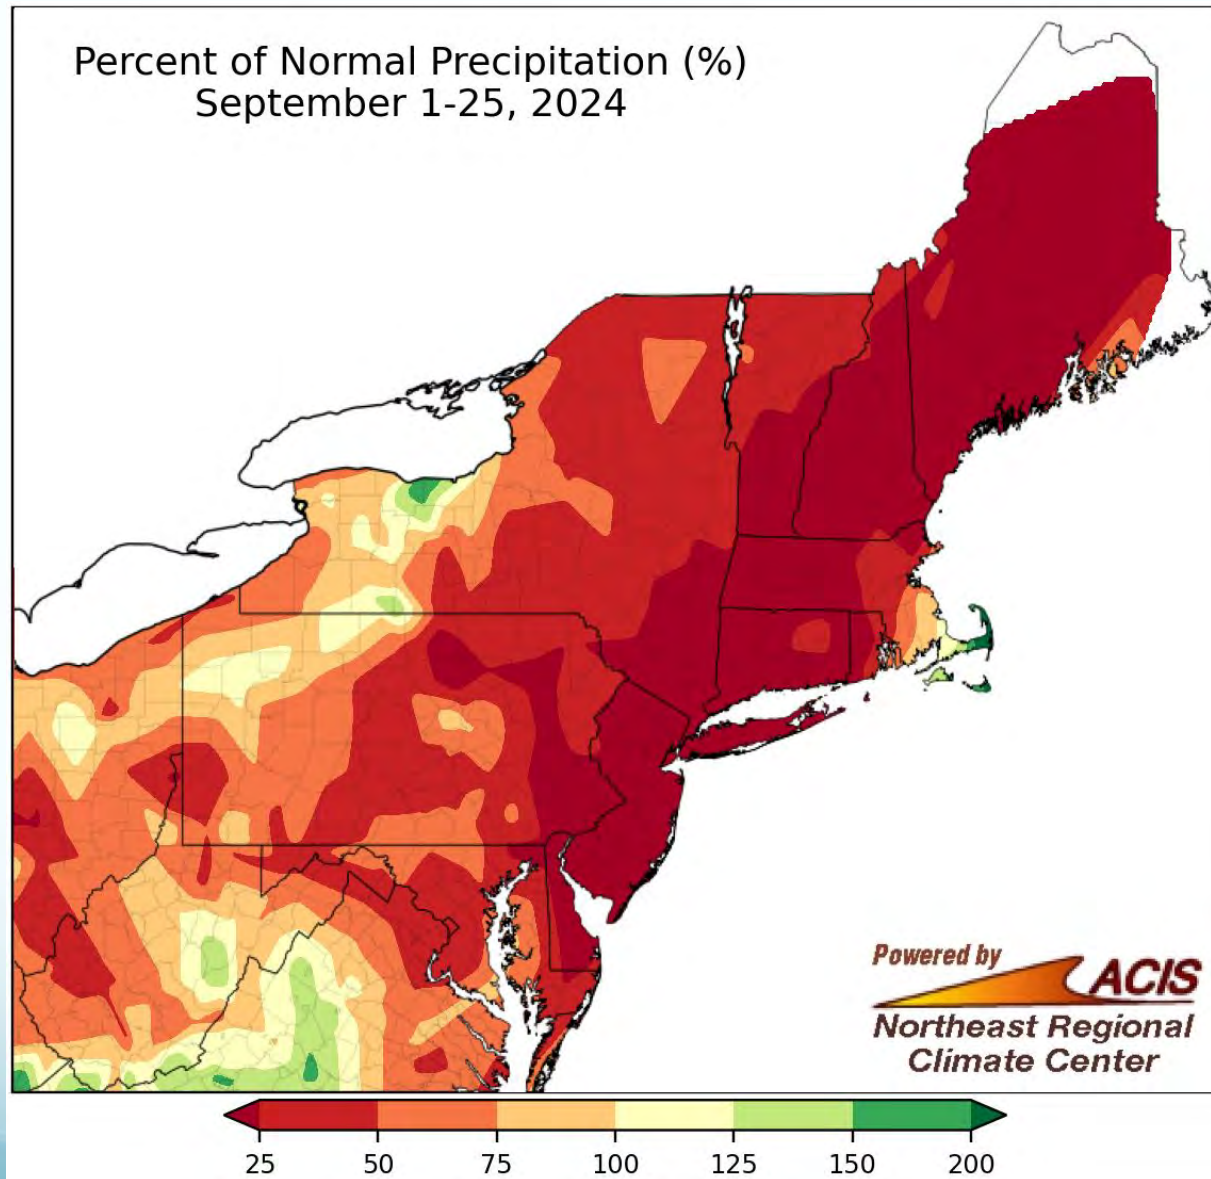 Percent of Normal Precipitation (%)
September 1-25, 2024
Powered by
ACIS
Northeast Regional
Climate Center
25 50 75 100 125 150 200